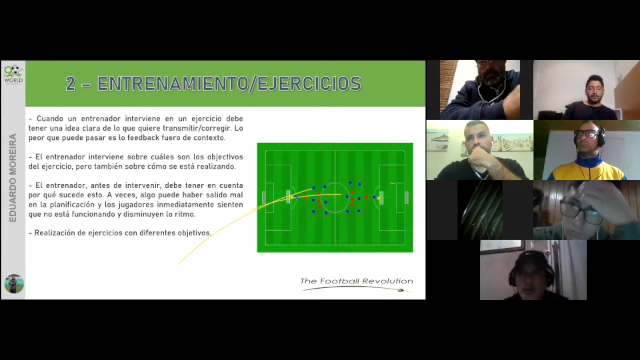 WORLD
2 – ENTRENAMIENTO/EJERCICIOS
EDUARDO MOREIRA
- Cuando un entrenador interviene en un ejercicio debe
tener una idea clara de lo que quiere transmitir/corregir. Lo
peor que puede pasar es lo feedback fuera de contexto.
- El entrenador interviene sobre cuáles son los objectivos
del ejercicio, pero también sobre cómo se está realizando.
- El entrenador, antes de intervenir, debe tener en cuenta
por qué sucede esto. A veces, algo puede haber salido mal
en la planificación y los jugadores inmediatamente sienten
que no está funcionando y disminuyen lo ritmo.
- Realización de ejercicios con diferentes objetivos.
The Football Revolution